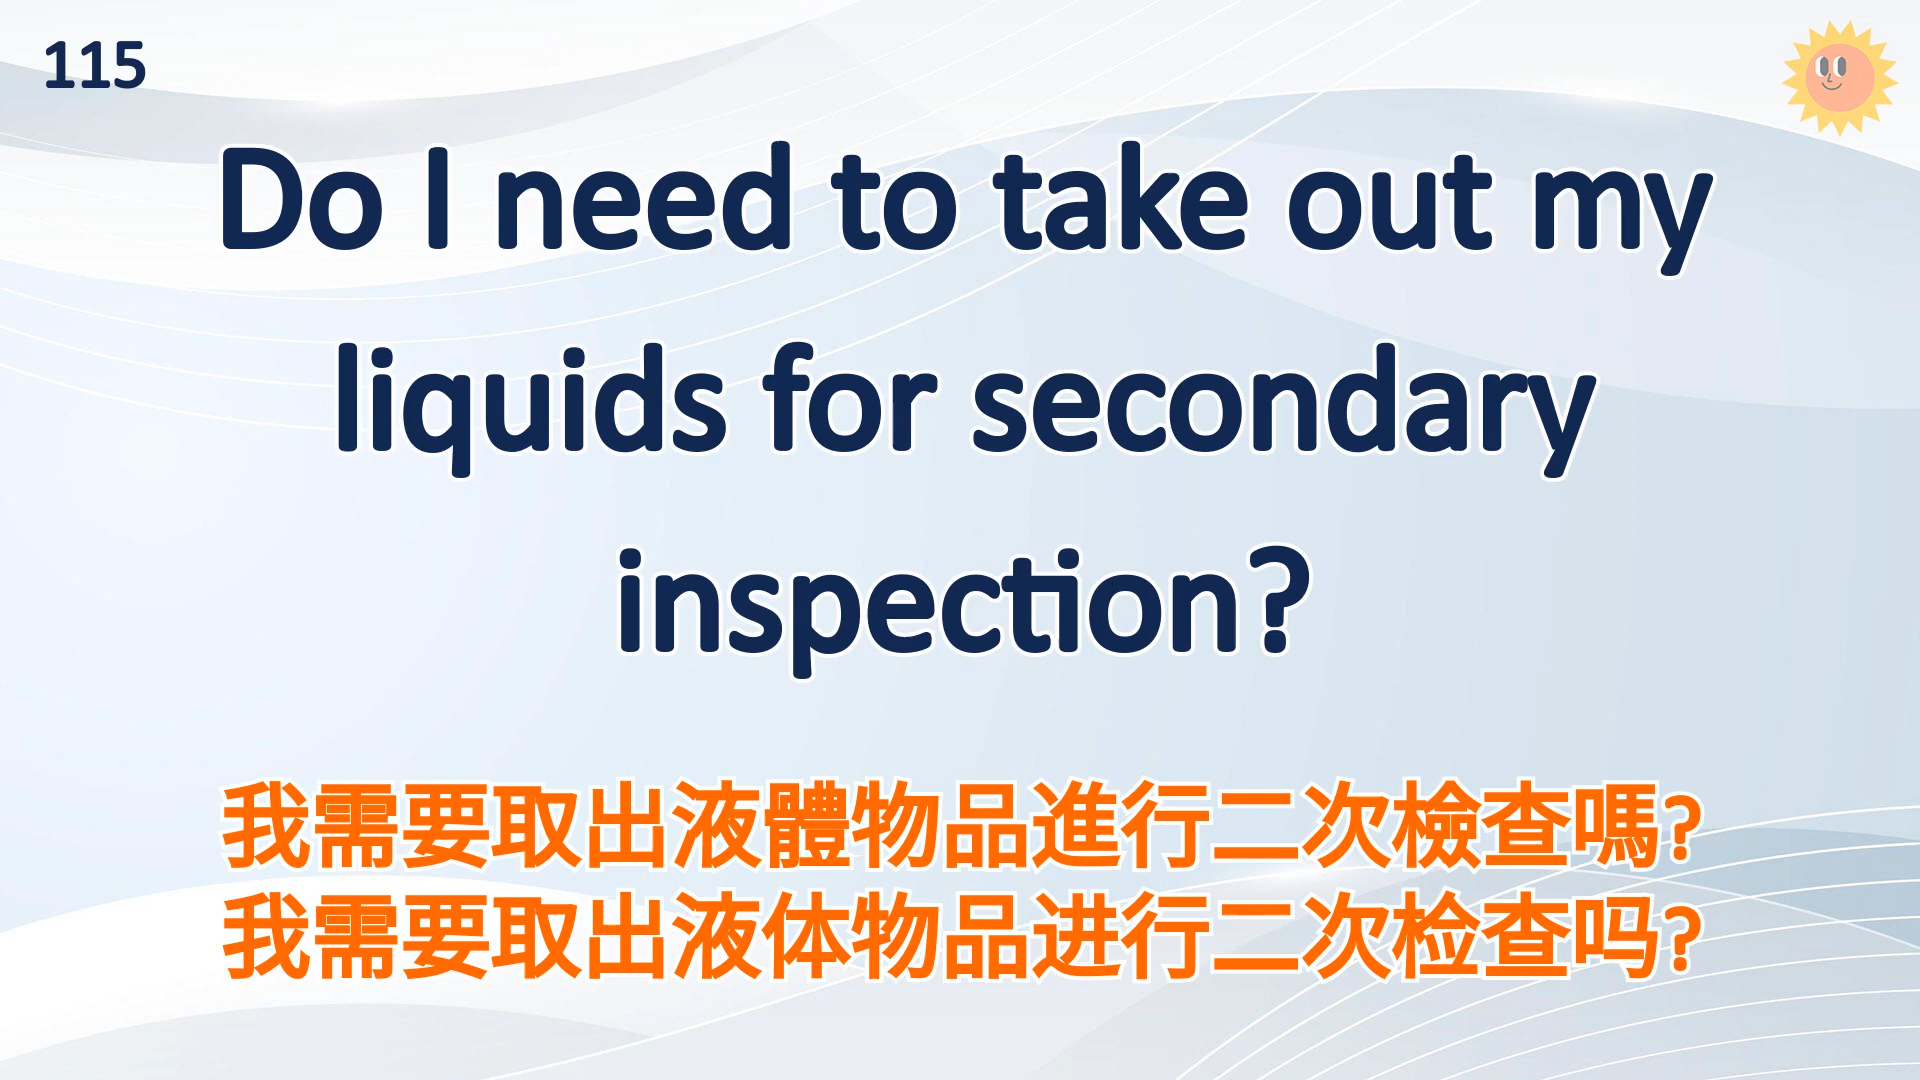 115
Do I need to take out my
liquids for secondary
inspection?
我需要取出液體物品進行二次檢查嗎?
我需要取出液体物品进行二次检查吗?